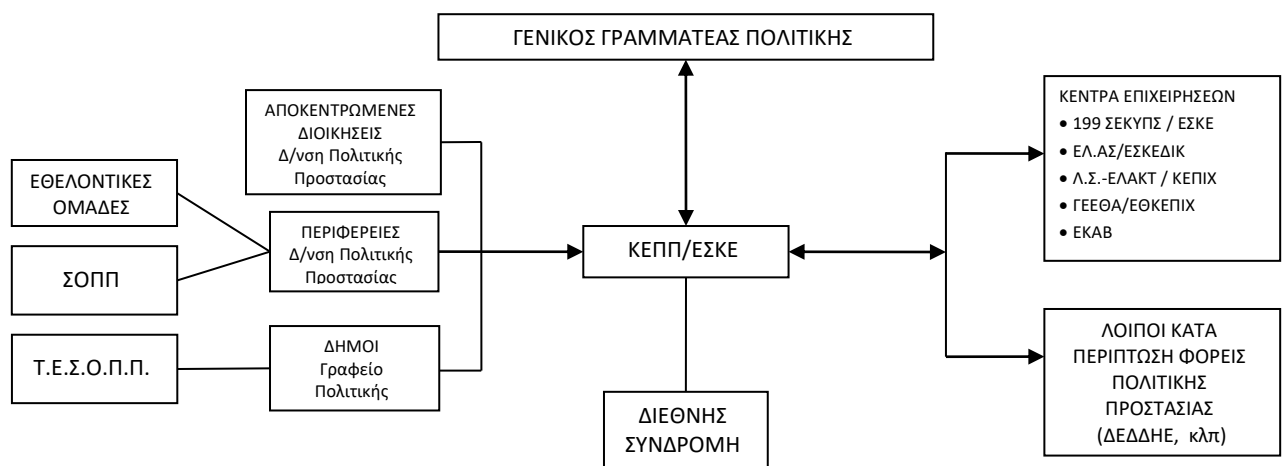 ΓΕΝΙΚΟΣ ΓΡΑΜΜΑΤΕΑΣ ΠΟΛΙΤΙΚΗΣ
ΑΠΟΚΕΝΤΡΩΜΕΝΕΣ
ΔΙΟΙΚΗΣΕΙΣ
Δ/νση Πολιτικής
Προστασίας
ΕΘΕΛΟΝΤΙΚΕΣ
ΟΜΑΔΕΣ
ΣΟΠΠ
Τ.Ε.Σ.Ο.Π.Π.
ΠΕΡΙΦΕΡΕΙΕΣ
Δ/νση Πολιτικής
Προστασίας
ΔΗΜΟΙ
Γραφείο
Πολιτικής
ΚΕΠΠ/ΕΣΚΕ
ΔΙΕΘΝΗΣ
ΣΥΝΔΡΟΜΗ
ΚΕΝΤΡΑ ΕΠΙΧΕΙΡΗΣΕΩΝ
• 199 ΣΕΚΥΠΣ / ΕΣΚΕ
• ΕΛ.ΑΣ/ΕΣΚΕΔΙΚ
• Λ.Σ.-ΕΛΑΚΤ / ΚΕΠΙΧ
• ΓΕΕΘΑ/ΕΘΚΕΠΙΧ
• ΕΚΑΒ
ΛΟΙΠΟΙ ΚΑΤΑ
ΠΕΡΙΠΤΩΣΗ ΦΟΡΕΙΣ
ΠΟΛΙΤΙΚΗΣ
ΠΡΟΣΤΑΣΙΑΣ
(ΔΕΔΔΗΕ, κλπ)